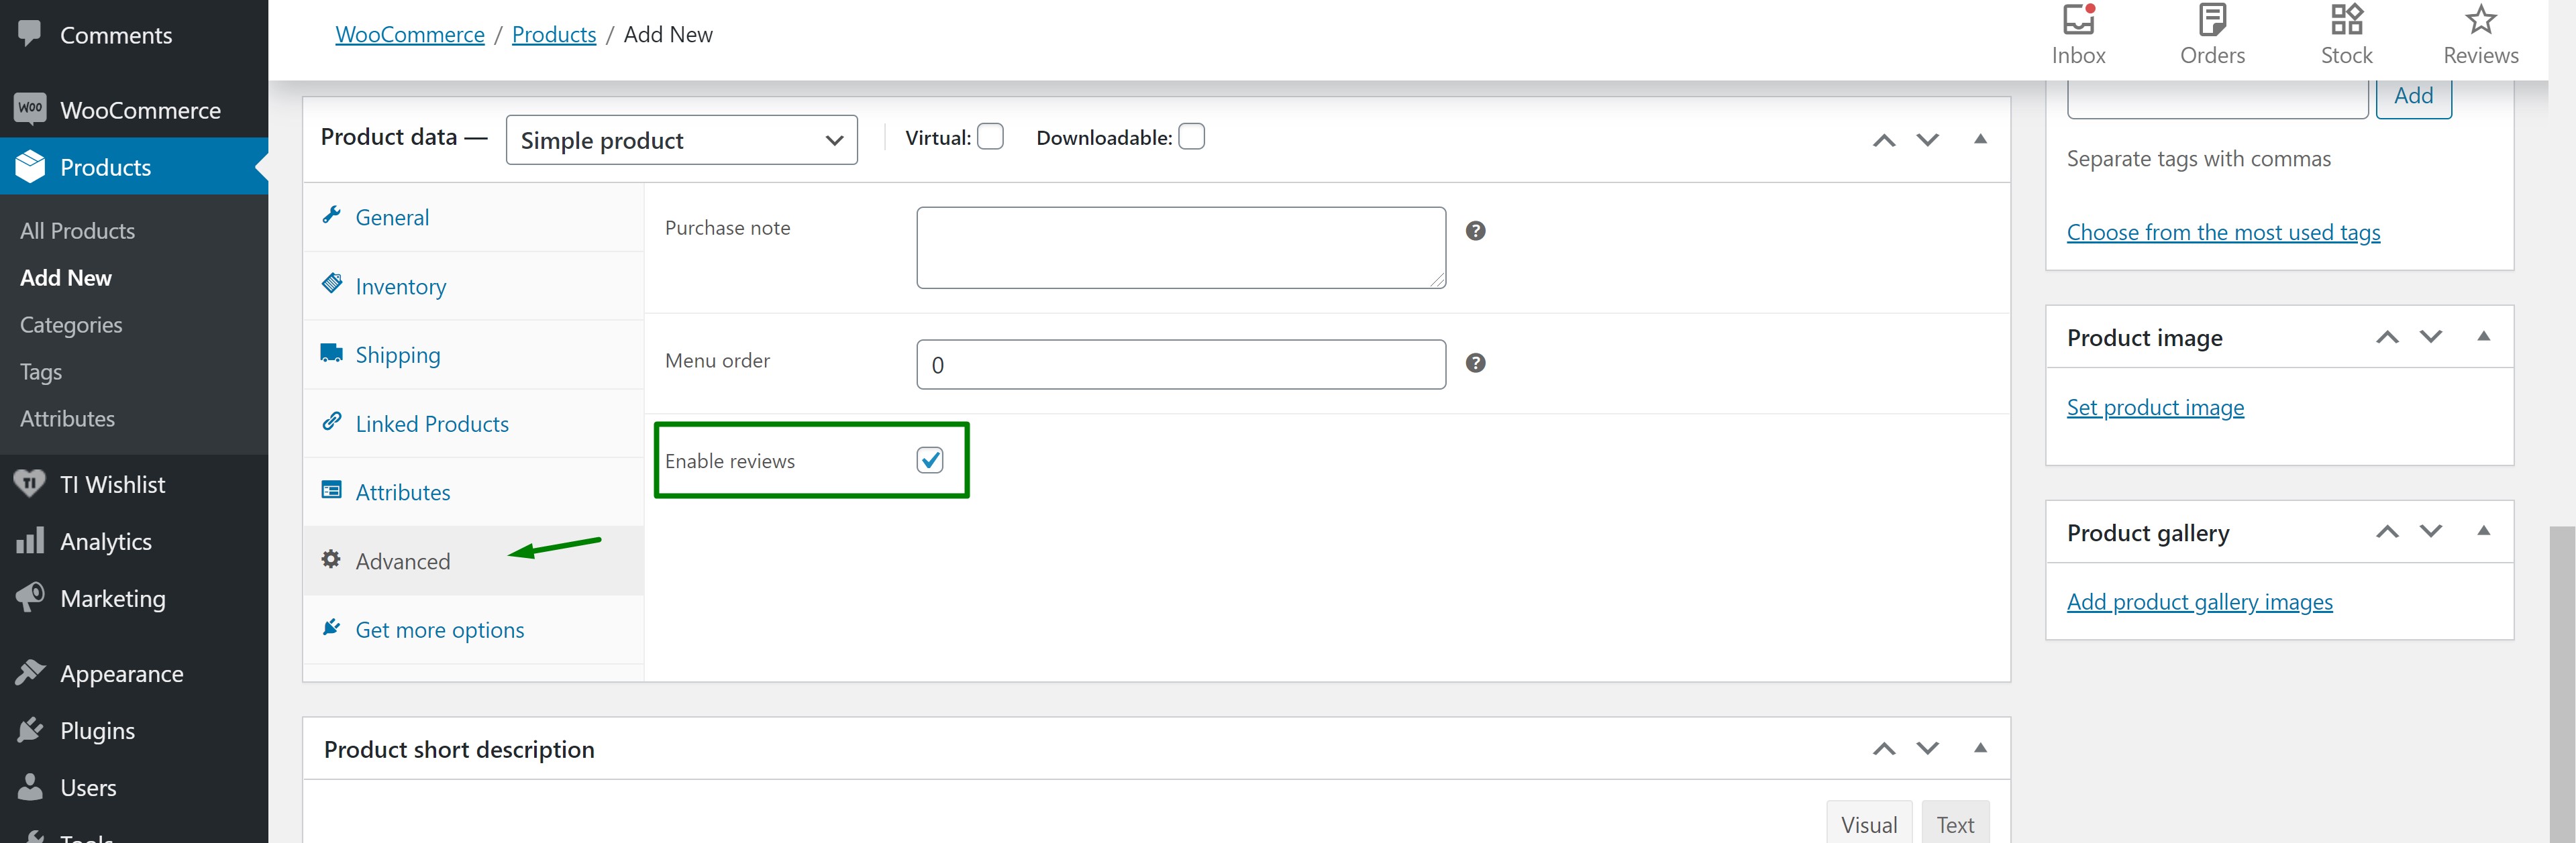 Comments
WOO WooCommerce
Products
All Products
Add New
Categories
Tags
Attributes
TI TI Wishlist
Analytics
Marketing
Appearance
Plugins
Users
Tools
WooCommerce / Products / Add New
Inbox
Orders
Stock
Reviews
Product data — Simple product
Virtual:
Downloadable:
General
Inventory
Shipping
Linked Products
Attributes
Advanced
Get more options
Purchase note
?
Menu order
0
?
Enable reviews
Product short description
Visual
Text
Add
Separate tags with commas
Choose from the most used tags
Product image
Set product image
Product gallery
Add product gallery images